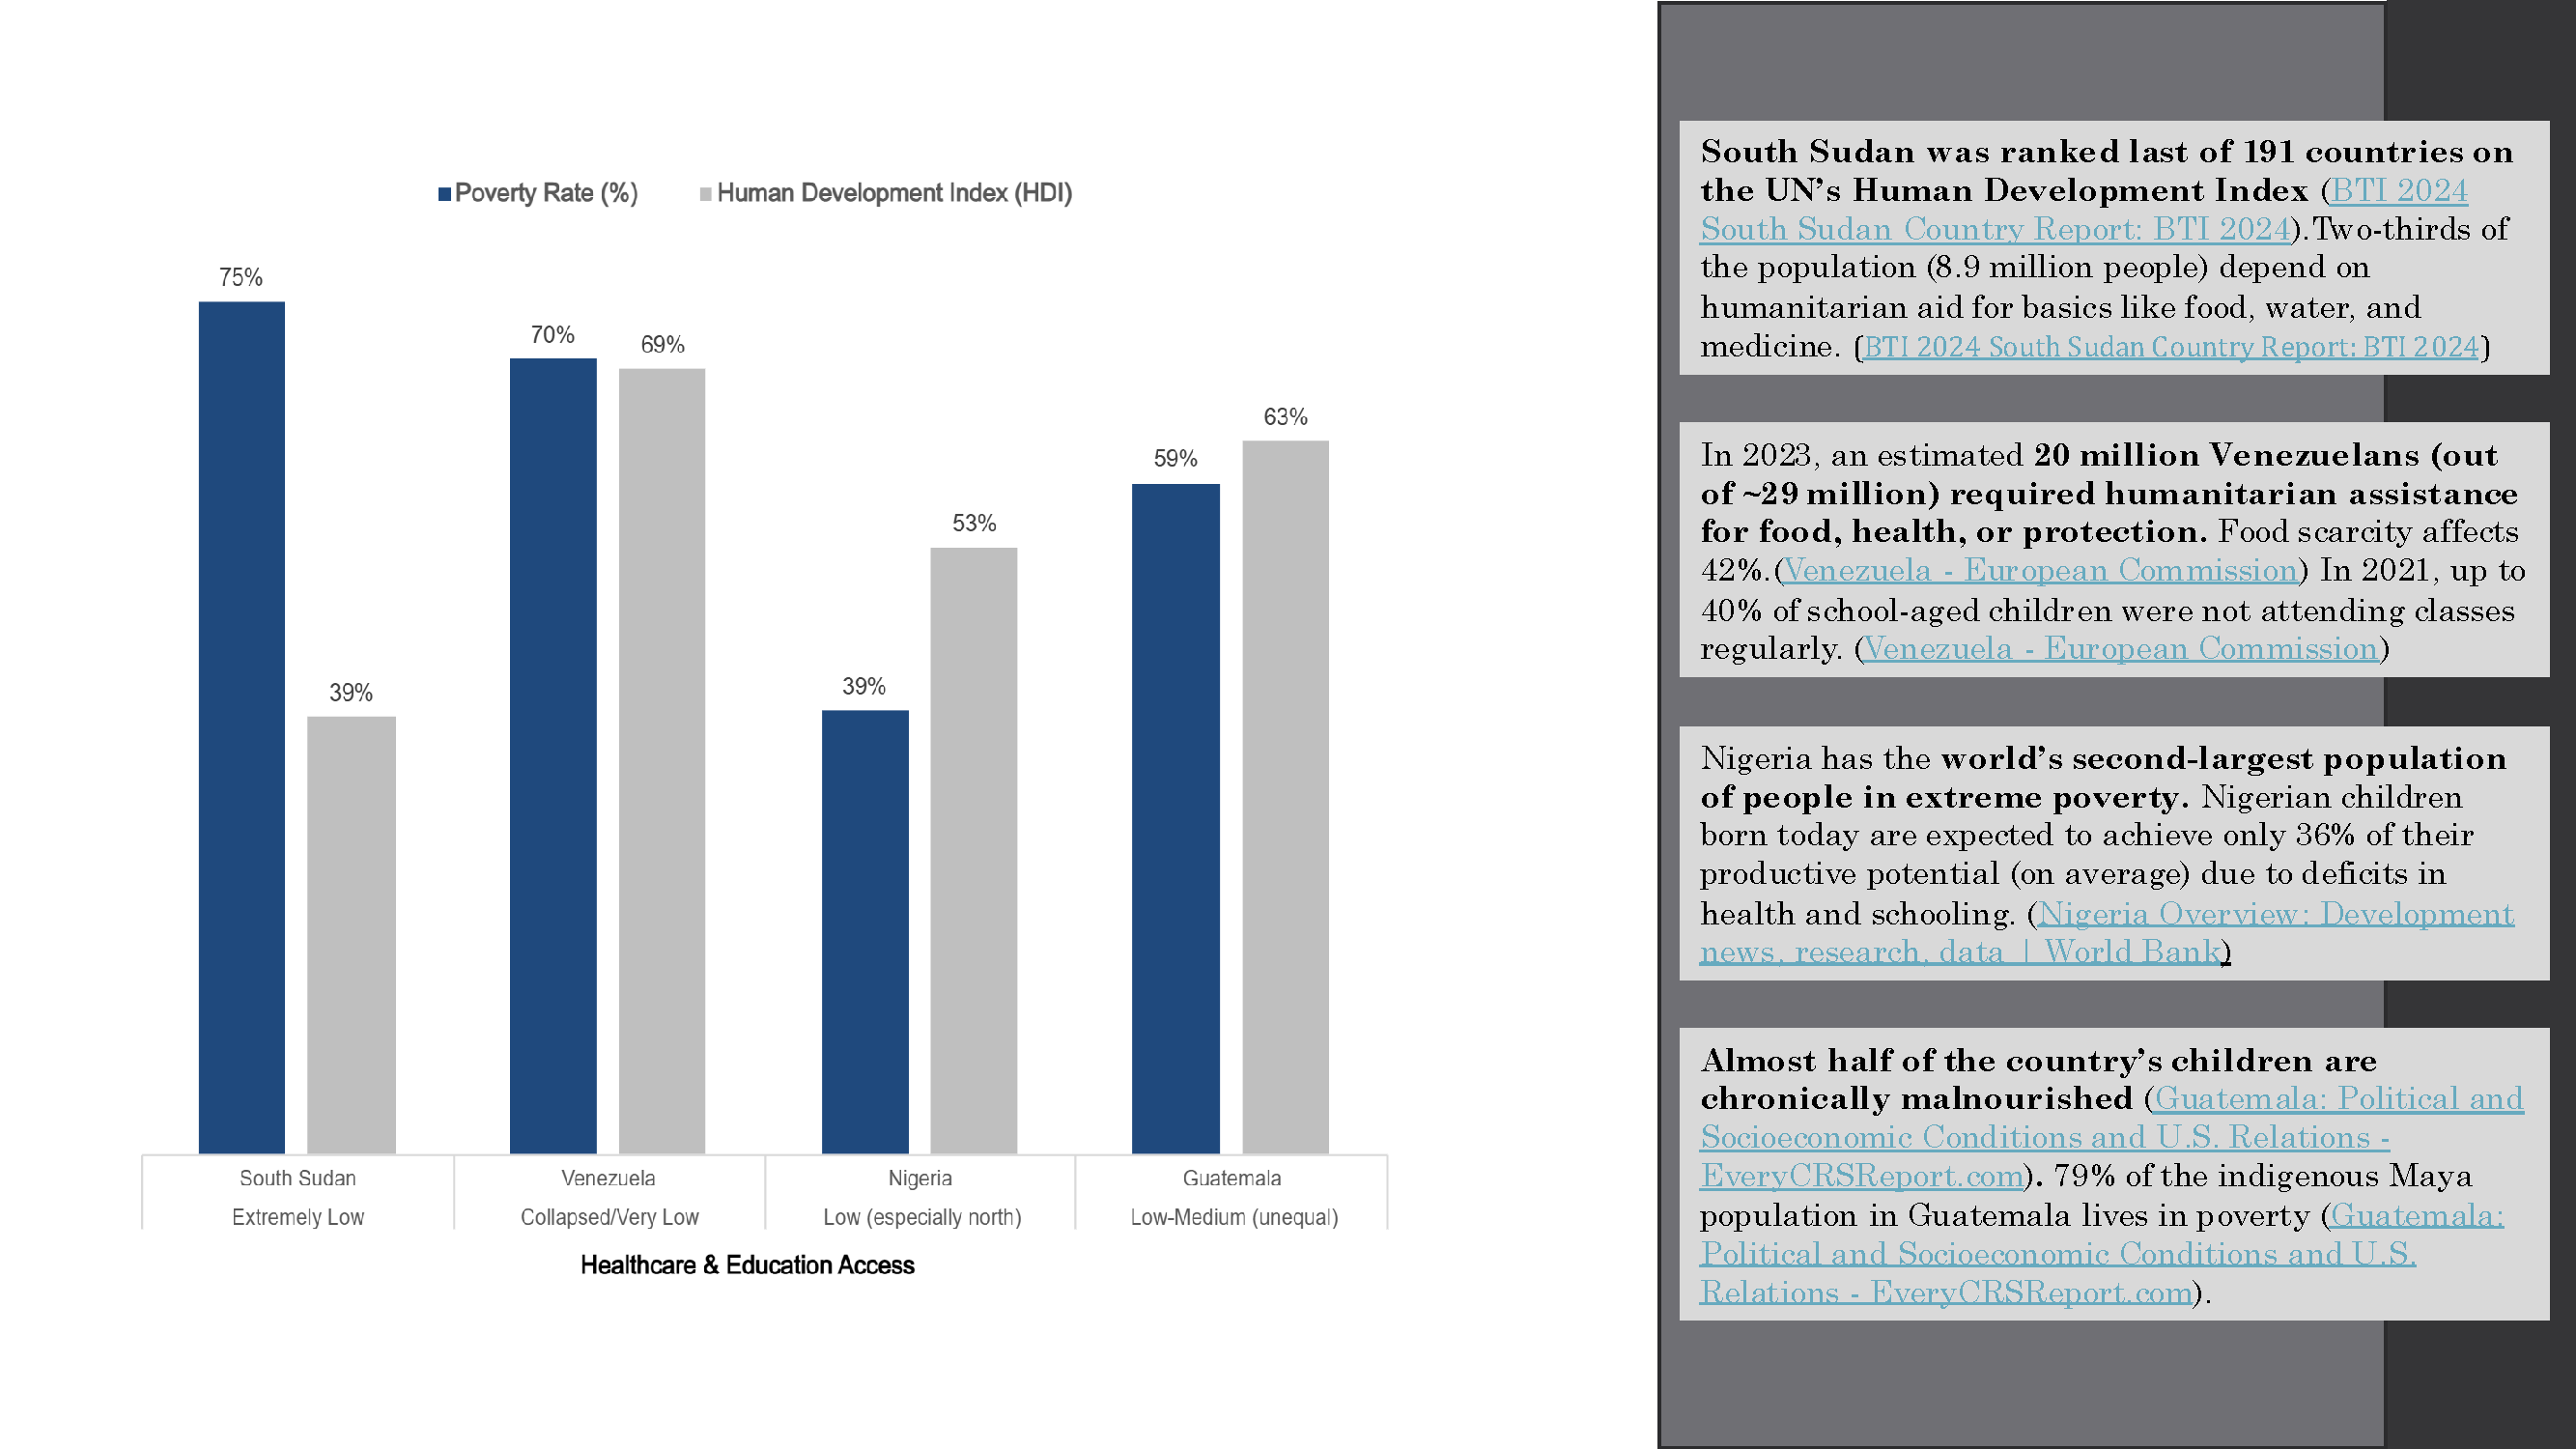 Poverty Rate (%) Human Development Index (HDI)
75%
39%
70%
69%
39%
53%
59%
63%
South Sudan Venezuela Nigeria Guatemala
Extremely Low Collapsed/Very Low Low (especially north) Low-Medium (unequal)
Healthcare & Education Access
South Sudan was ranked last of 191 countries on
the UN’s Human Development Index (BTI 2024
South Sudan Country Report: BTI 2024).Two-thirds of
the population (8.9 million people) depend on
humanitarian aid for basics like food, water, and
medicine. (BTI 2024 South Sudan Country Report: BTI 2024)
In 2023, an estimated 20 million Venezuelans (out
of ~29 million) required humanitarian assistance
for food, health, or protection. Food scarcity affects
42%.(Venezuela - European Commission) In 2021, up to
40% of school-aged children were not attending classes
regularly. (Venezuela - European Commission)
Nigeria has the world’s second-largest population
of people in extreme poverty. Nigerian children
born today are expected to achieve only 36% of their
productive potential (on average) due to deficits in
health and schooling. (Nigeria Overview: Development
news, research, data | World Bank)
Almost half of the country’s children are
chronically malnourished (Guatemala: Political and
Socioeconomic Conditions and U.S. Relations -
EveryCRSReport.com). 79% of the indigenous Maya
population in Guatemala lives in poverty (Guatemala:
Political and Socioeconomic Conditions and U.S.
Relations - EveryCRSReport.com).